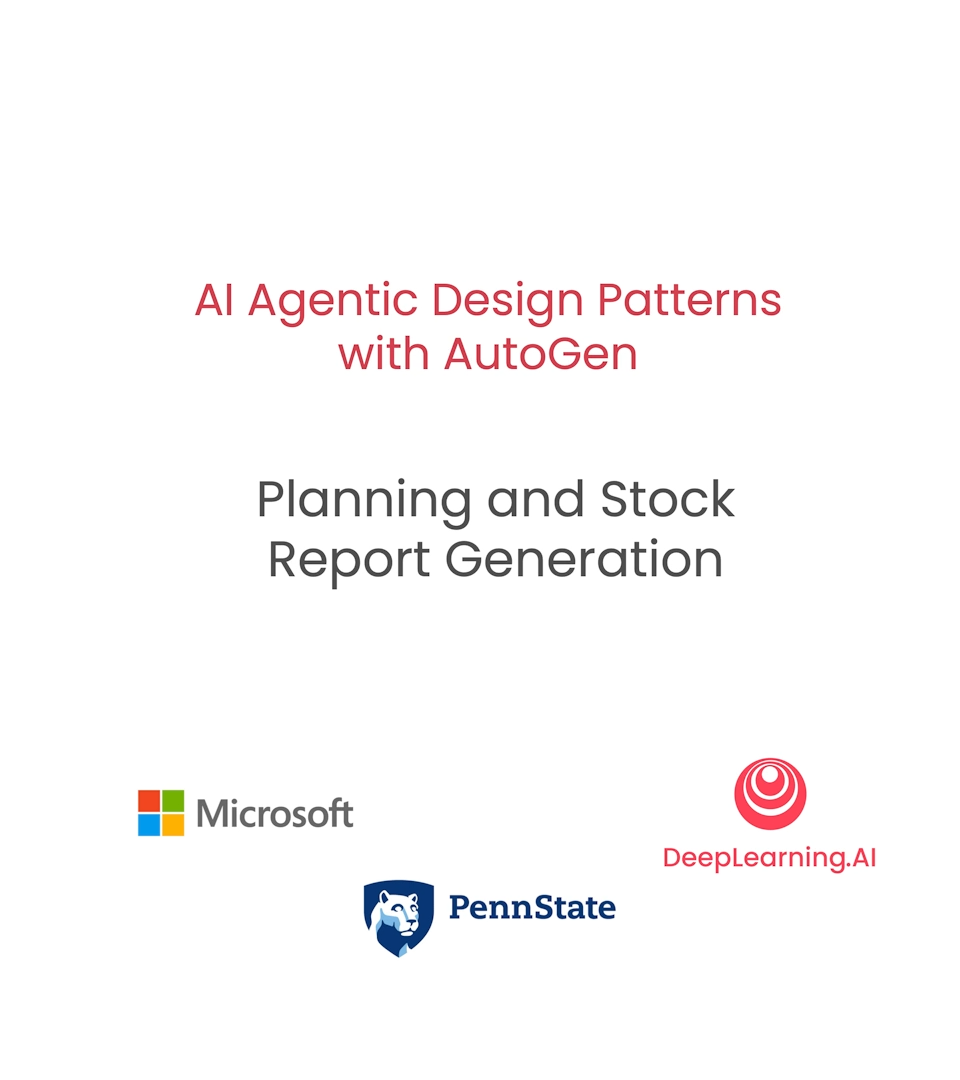 AI Agentic Design Patterns
with AutoGen
Planning and Stock
Report Generation
Microsoft
DeepLearning.AI
PennState